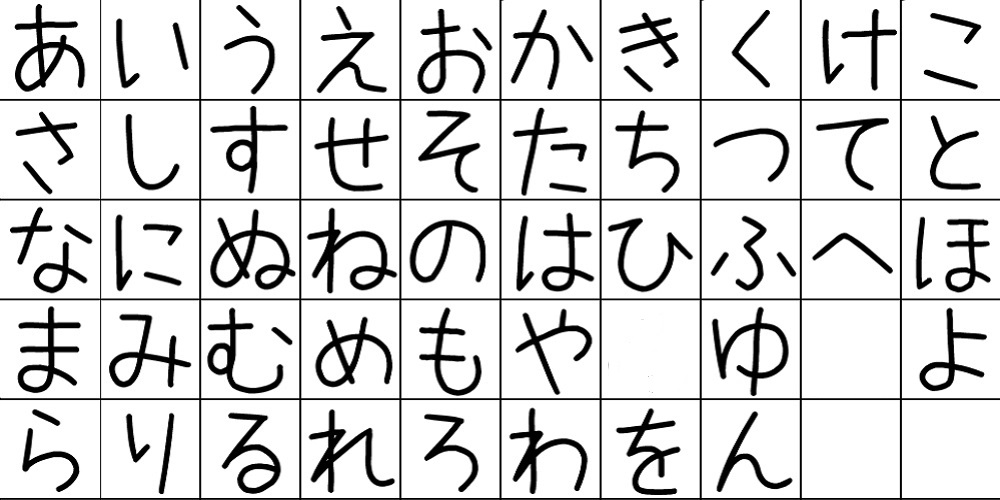 あいうえおかきくけこ
さしすせそたちつてと
なにぬねのはひふへほ
まみむめもやゆよ
らりるれろわをん